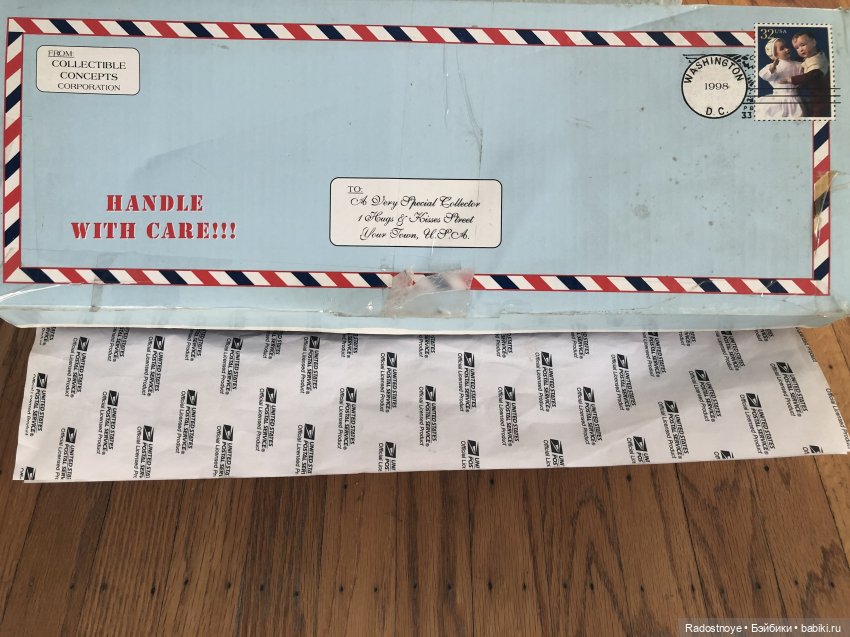 FROM:
COLLECTIBLE
CONCEPTS
CORPORATION
32 USA
WASHINGTON
1998
D.C.
HANDLE
WITH CARE!!!
TO:
A Very Special Collector
1 Hugs & Kisses Street
Your Town, U.S.A.
UNITED STATES
POSTAL SERVICE®
Official Licensed Product
Radostnoye • Бэйбики • babiki.ru